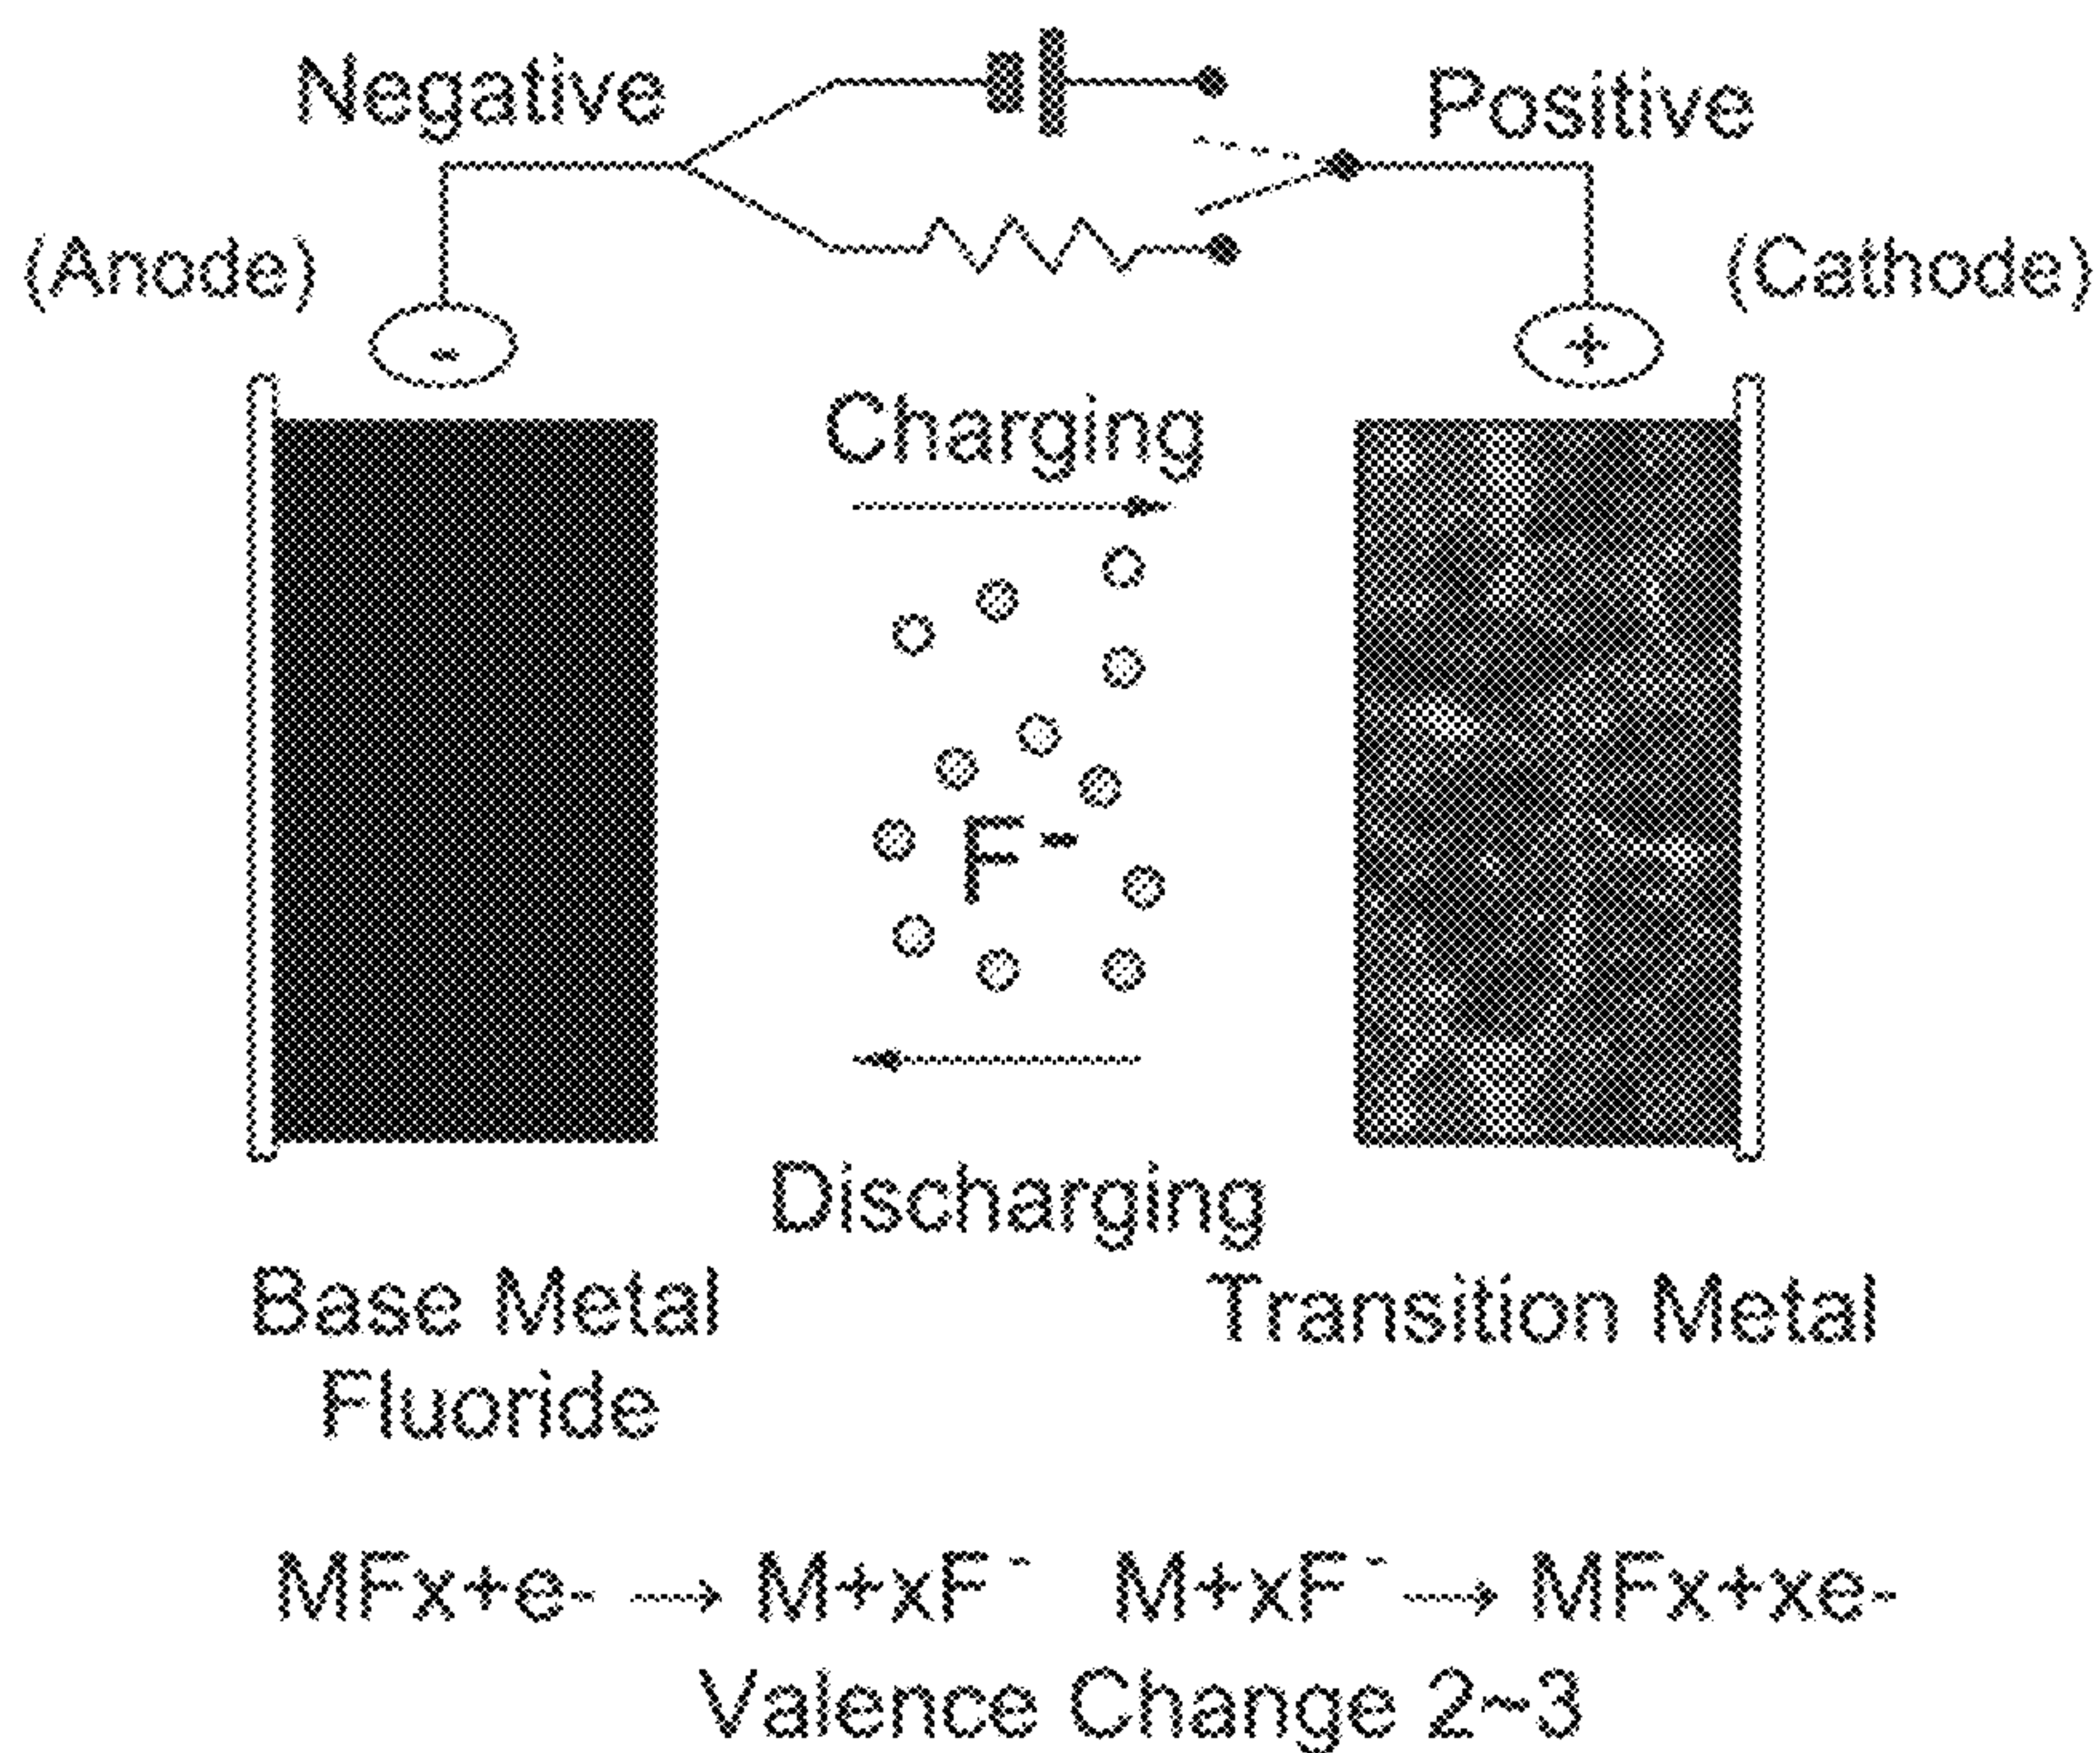 Negative
Positive
(Anode)
(Cathode)
-
+
Charging
F⁻
Discharging
Base Metal
Fluoride
Transition Metal
MFx+e- → M+xF⁻ M+xF⁻ → MFx+xe-
Valence Change 2~3